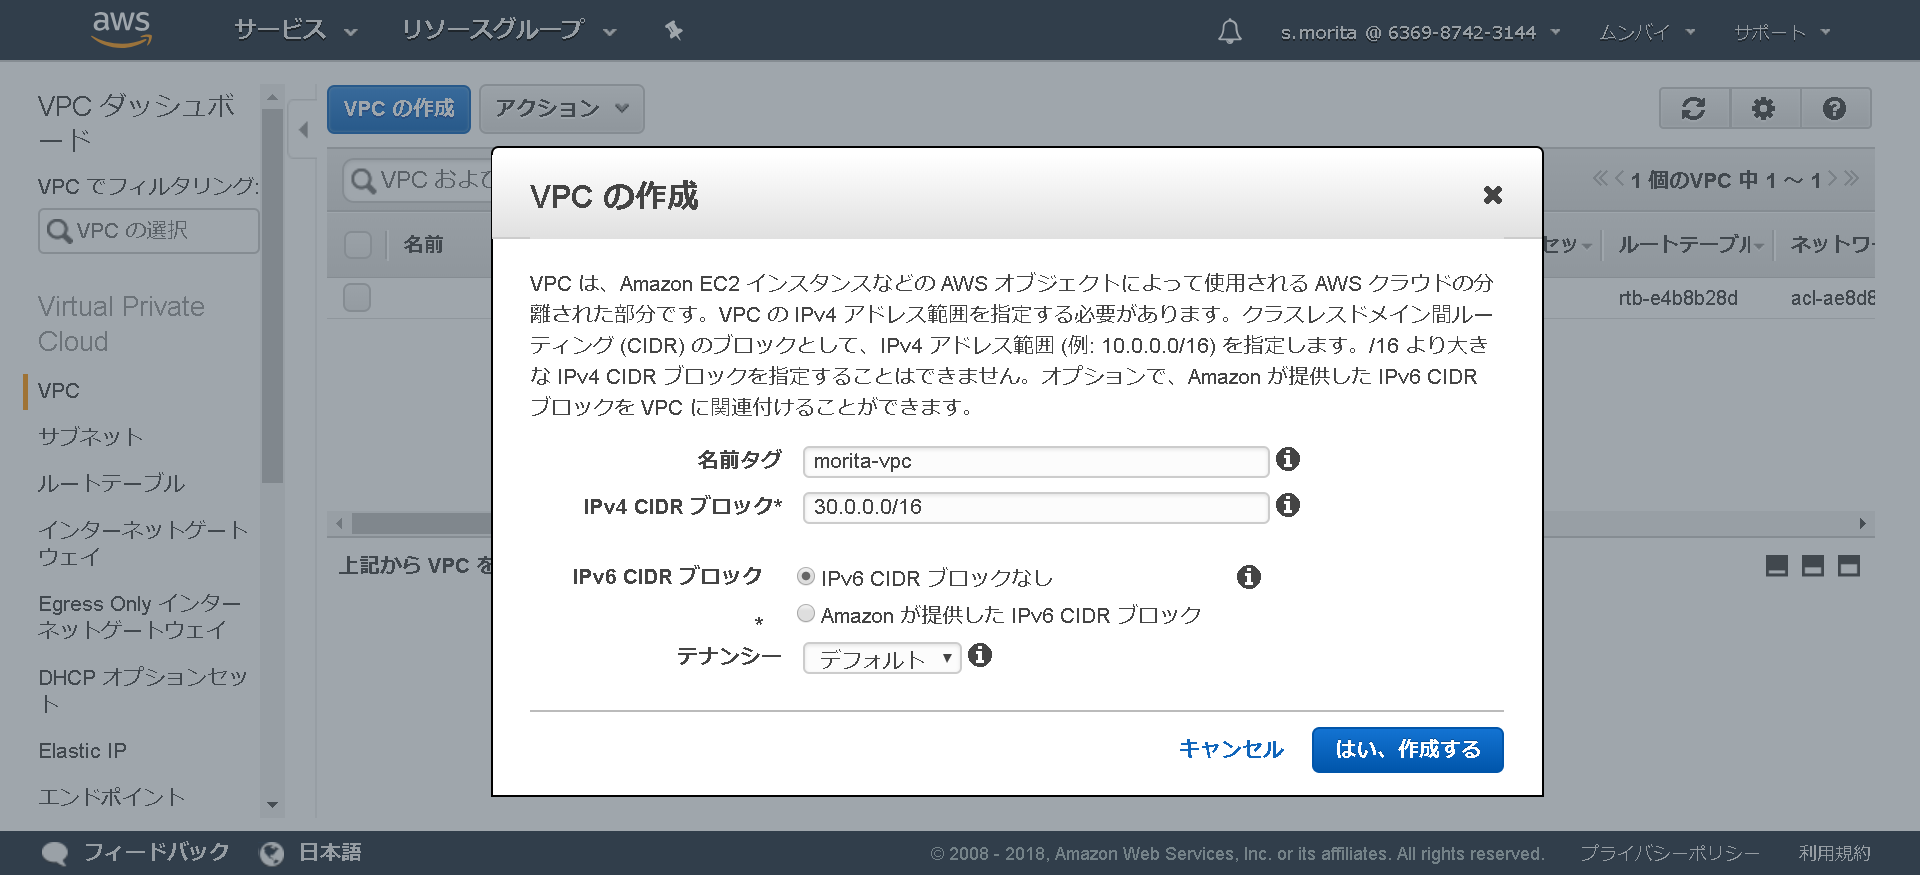 aws
サービス
リソースグループ
s.morita @ 6369-8742-3144
ムンバイ
サポート
VPC ダッシュボ
ード
VPC でフィルタリング:
VPC の選択
Virtual Private
Cloud
VPC
サブネット
ルートテーブル
インターネットゲート
ウェイ
Egress Only インター
ネットゲートウェイ
DHCP オプションセッ
ト
Elastic IP
エンドポイント
VPC の作成
アクション
VPC およ
1 個のVPC 中 1 ～ 1
名前
セッ
ルートテーブル
ネットワ
rtb-e4b8b28d
acl-ae8d8
上記から VPC を
VPC の作成
VPC は、Amazon EC2 インスタンスなどの AWS オブジェクトによって使用される AWS クラウドの分
離された部分です。VPC の IPv4 アドレス範囲を指定する必要があります。クラスレスドメイン間ルー
ティング (CIDR) のブロックとして、IPv4 アドレス範囲 (例: 10.0.0.0/16) を指定します。/16 より大き
な IPv4 CIDR ブロックを指定することはできません。オプションで、Amazon が提供した IPv6 CIDR
ブロックを VPC に関連付けることができます。
名前タグ
morita-vpc
IPv4 CIDR ブロック*
30.0.0.0/16
IPv6 CIDR ブロック
*
IPv6 CIDR ブロックなし
Amazon が提供した IPv6 CIDR ブロック
テナンシー
デフォルト
キャンセル
はい、作成する
フィードバック
日本語
© 2008 - 2018, Amazon Web Services, Inc. or its affiliates. All rights reserved.
プライバシーポリシー
利用規約